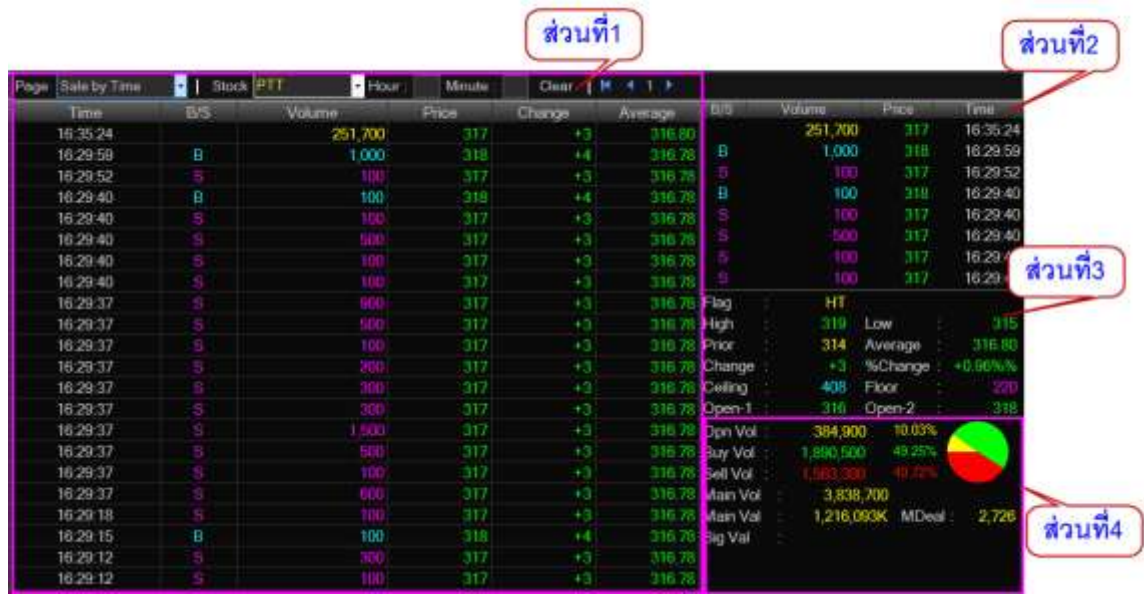 ส่วนที่1
ส่วนที่2
Page Sale by Time Stock PTT Hour : Minute Clear 1
Time B/S Volume Price Change Average
16:35:24 251,700 317 +3 316.80
16:29:59 B 1,000 318 +4 316.78
16:29:52 S 100 317 +3 316.78
16:29:40 B 100 318 +4 316.78
16:29:40 S 100 317 +3 316.78
16:29:40 S 500 317 +3 316.78
16:29:40 S 100 317 +3 316.78
16:29:40 S 100 317 +3 316.78
16:29:37 S 900 317 +3 316.78
16:29:37 S 500 317 +3 316.78
16:29:37 S 100 317 +3 316.78
16:29:37 S 200 317 +3 316.78
16:29:37 S 300 317 +3 316.78
16:29:37 S 300 317 +3 316.78
16:29:37 S 1,500 317 +3 316.78
16:29:37 S 500 317 +3 316.78
16:29:37 S 100 317 +3 316.78
16:29:37 S 600 317 +3 316.78
16:29:18 S 100 317 +3 316.78
16:29:15 B 100 318 +4 316.78
16:29:12 S 300 317 +3 316.78
16:29:12 S 100 317 +3 316.78
B/S Volume Price Time
251,700 317 16:35:24
B 1,000 318 16:29:59
S 100 317 16:29:52
B 100 318 16:29:40
S 100 317 16:29:40
S 500 317 16:29:40
S 100 317 16:29
S 100 317 16:29
ส่วนที่3
Flag : HT
High : 319 Low : 315
Prior : 314 Average : 316.80
Change : +3 %Change : +0.96%%
Ceiling : 408 Floor : 220
Open-1 : 316 Open-2 : 318
Opn Vol : 384,900 10.03%
Buy Vol : 1,890,500 49.25%
Sell Vol : 1,563,300 40.72%
Main Vol : 3,838,700
Main Val : 1,216,093K MDeal : 2,726
Big Val :
ส่วนที่4